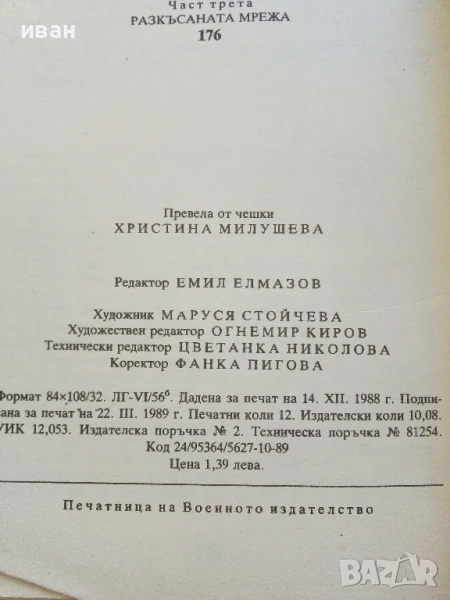 иван
Част трета
РАЗКЪСАНАТА МРЕЖА
176
Превела от чешки
ХРИСТИНА МИЛУШЕВА
Редактор ЕМИЛ ЕЛМАЗОВ
Художник МАРУСЯ СТОЙЧЕВА
Художествен редактор ОГНЕМИР КИРОВ
Технически редактор ЦВЕТАНКА НИКОЛОВА
Коректор ФАНКА ПИГОВА
Формат 84×108/32. ЛГ-VI/56б. Дадена за печат на 14. XII. 1988 г. Подпи-
сана за печат на 22. III. 1989 г. Печатни коли 12. Издателски коли 10,08.
УИК 12,053. Издателска поръчка № 2. Техническа поръчка № 81254.
Код 24/95364/5627-10-89
Цена 1,39 лева.
Печатница на Военното издателство
BAZAR